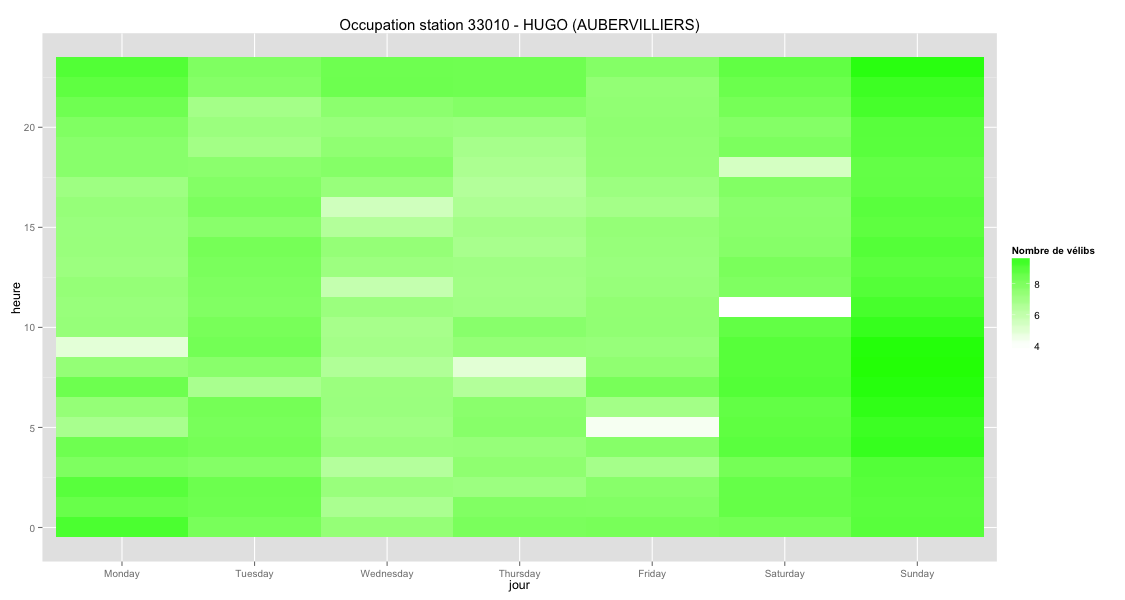 Occupation station 33010 - HUGO (AUBERVILLIERS)
20
15
10
5
0
heure
Monday
Tuesday
Wednesday
Thursday
Friday
Saturday
Sunday
jour
Nombre de vélibs
8
6
4